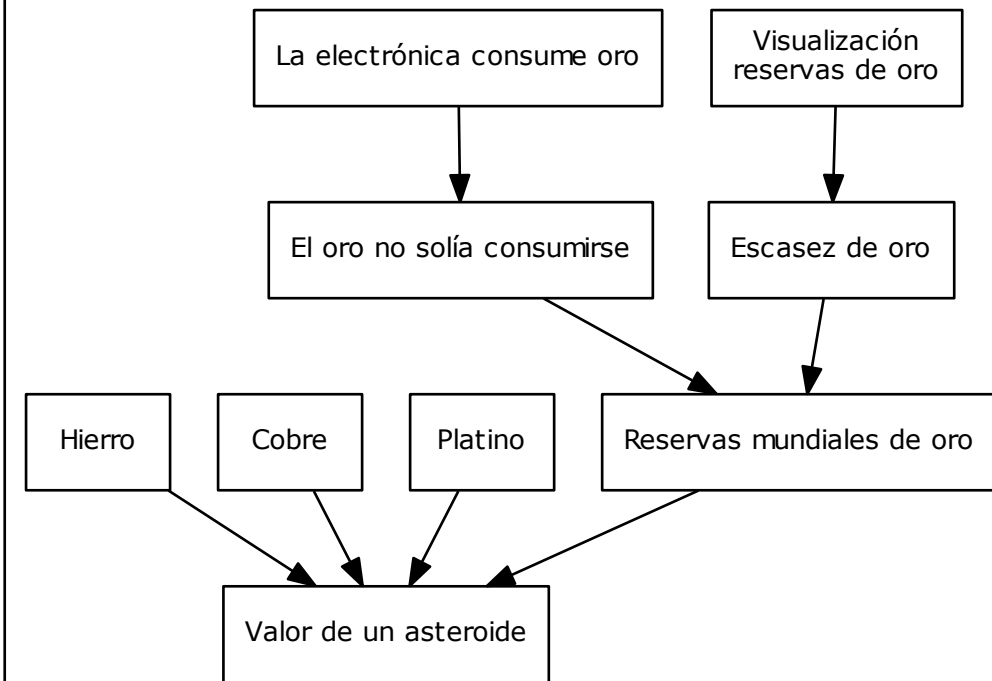 La electrónica consume oro
Visualización
reservas de oro
El oro no solía consumirse
Escasez de oro
Hierro
Cobre
Platino
Reservas mundiales de oro
Valor de un asteroide